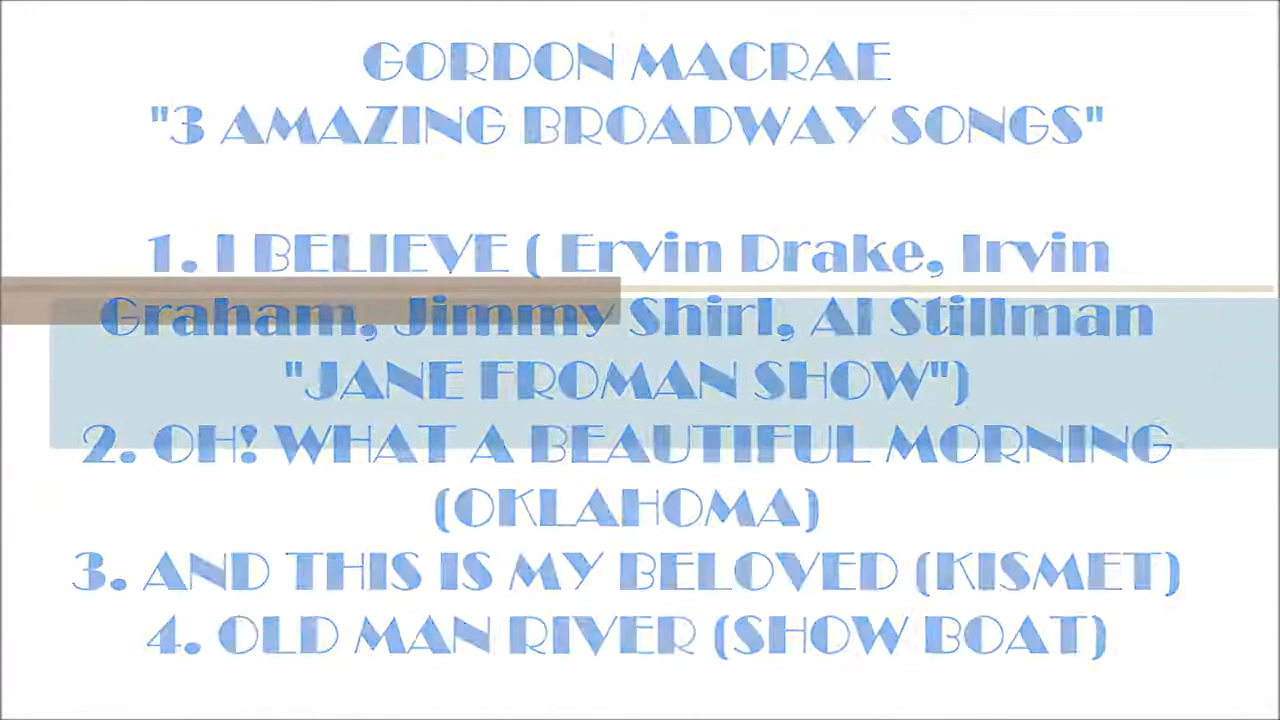 GORDON MACRAE
"3 AMAZING BROADWAY SONGS"
1. I BELIEVE ( Ervin Drake, Irvin
Graham, Jimmy Shirl, Al Stillman
"JANE FROMAN SHOW")
2. OH! WHAT A BEAUTIFUL MORNING
(OKLAHOMA)
3. AND THIS IS MY BELOVED (KISMET)
4. OLD MAN RIVER (SHOW BOAT)